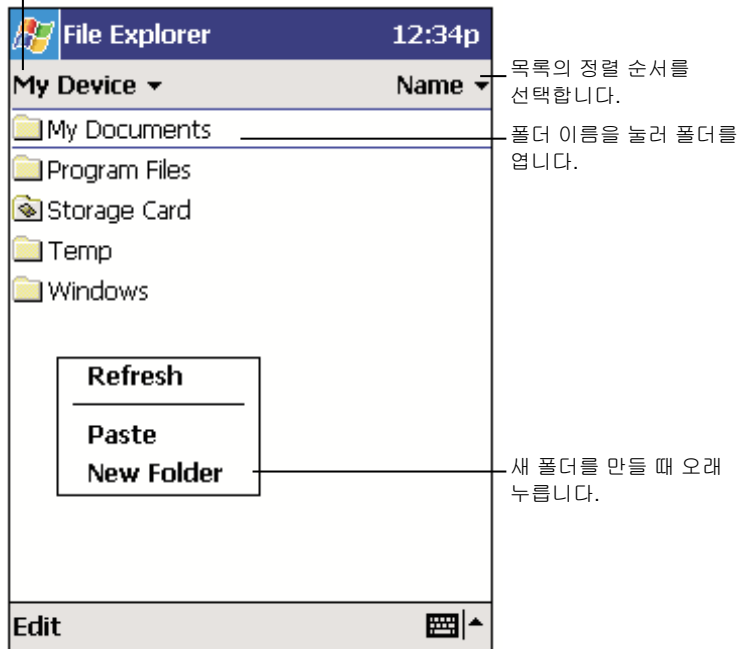 File Explorer 12:34p
My Device Name
목록의 정렬 순서를
선택합니다.
My Documents
폴더 이름을 눌러 폴더를
엽니다.
Program Files
Storage Card
Temp
Windows
Refresh
Paste
New Folder
새 폴더를 만들 때 오래
누릅니다.
Edit